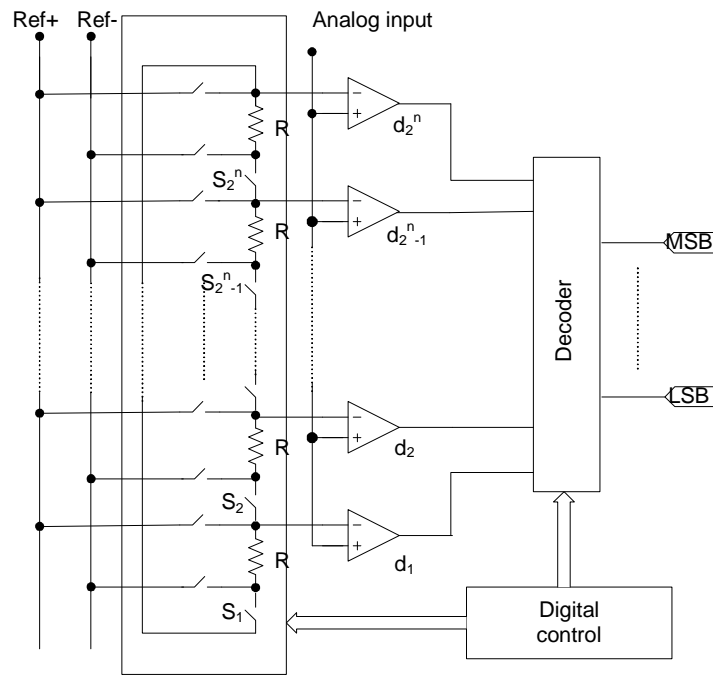 Ref+ Ref- Analog input
R
d₂ⁿ
S₂ⁿ
R
d₂ⁿ₋₁
MSB
S₂ⁿ₋₁
Decoder
LSB
R
d₂
S₂
R
d₁
S₁
Digital
control